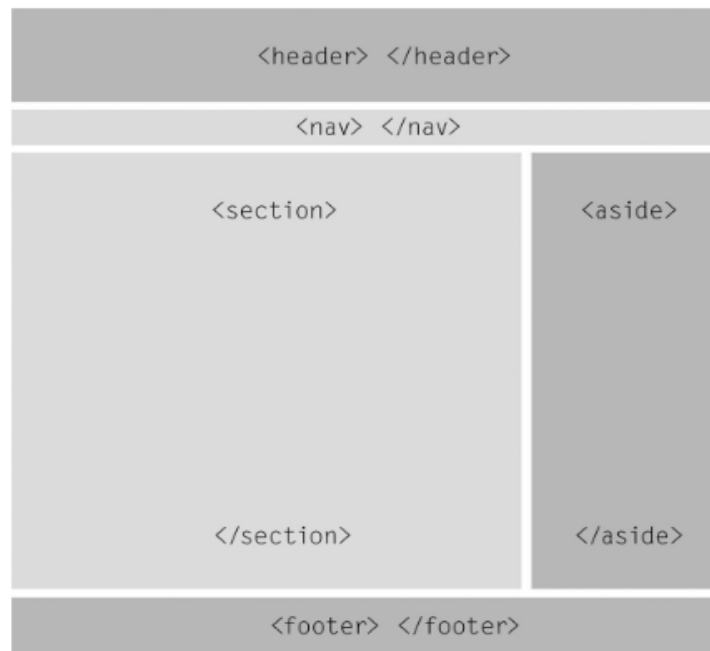 <header> </header>
<nav> </nav>
<section>
<aside>
</section>
</aside>
<footer> </footer>